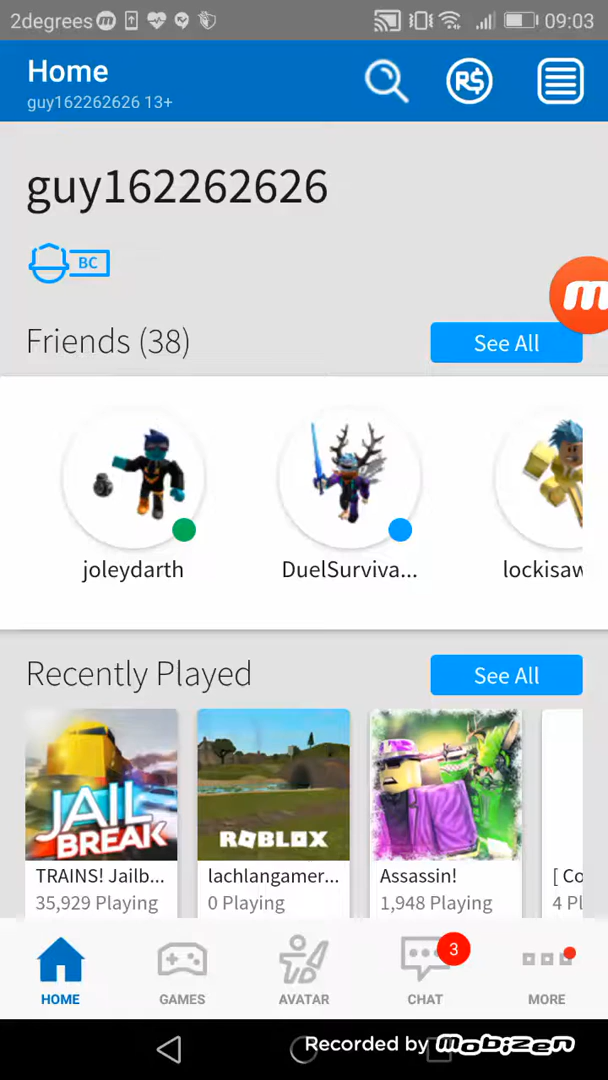 2degrees 09:03
Home
guy162262626 13+
R$
guy162262626
BC
Friends (38)
See All
joleydarth DuelSurviva... lockisaw
Recently Played
See All
JAIL
BREAK
ROBLOX
TRAINS! Jailb... lachlangamer... Assassin! [ Co
35,929 Playing 0 Playing 1,948 Playing 4 Pl
3
HOME GAMES AVATAR CHAT MORE
Recorded by mobizen